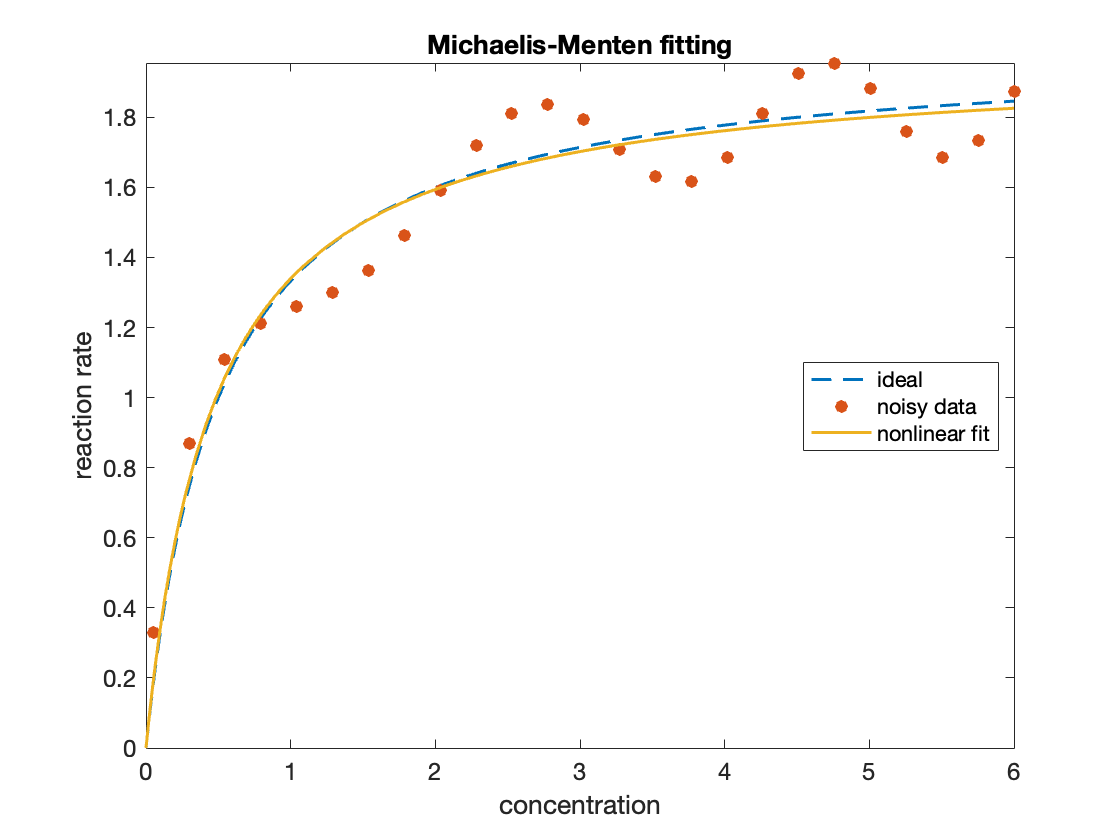 Michaelis-Menten fitting
reaction rate
1.8
1.6
1.4
1.2
1
0.8
0.6
0.4
0.2
0
ideal
noisy data
nonlinear fit
0 1 2 3 4 5 6
concentration